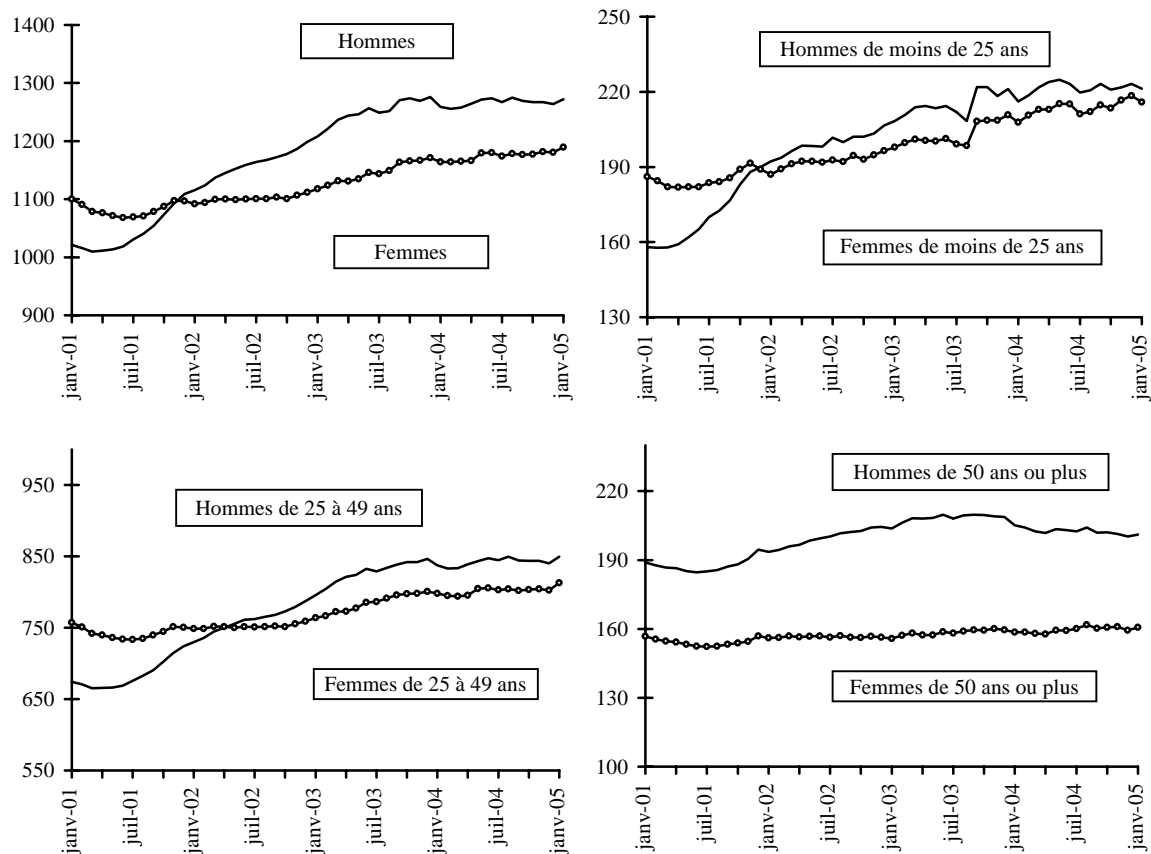 1400
1300
1200
1100
1000
900
Hommes
Femmes
janv-01
juil-01
janv-02
juil-02
janv-03
juil-03
janv-04
juil-04
janv-05
250
220
190
160
130
Hommes de moins de 25 ans
Femmes de moins de 25 ans
janv-01
juil-01
janv-02
juil-02
janv-03
juil-03
janv-04
juil-04
janv-05
950
850
750
650
550
Hommes de 25 à 49 ans
Femmes de 25 à 49 ans
janv-01
juil-01
janv-02
juil-02
janv-03
juil-03
janv-04
juil-04
janv-05
220
190
160
130
100
Hommes de 50 ans ou plus
Femmes de 50 ans ou plus
janv-01
juil-01
janv-02
juil-02
janv-03
juil-03
janv-04
juil-04
janv-05